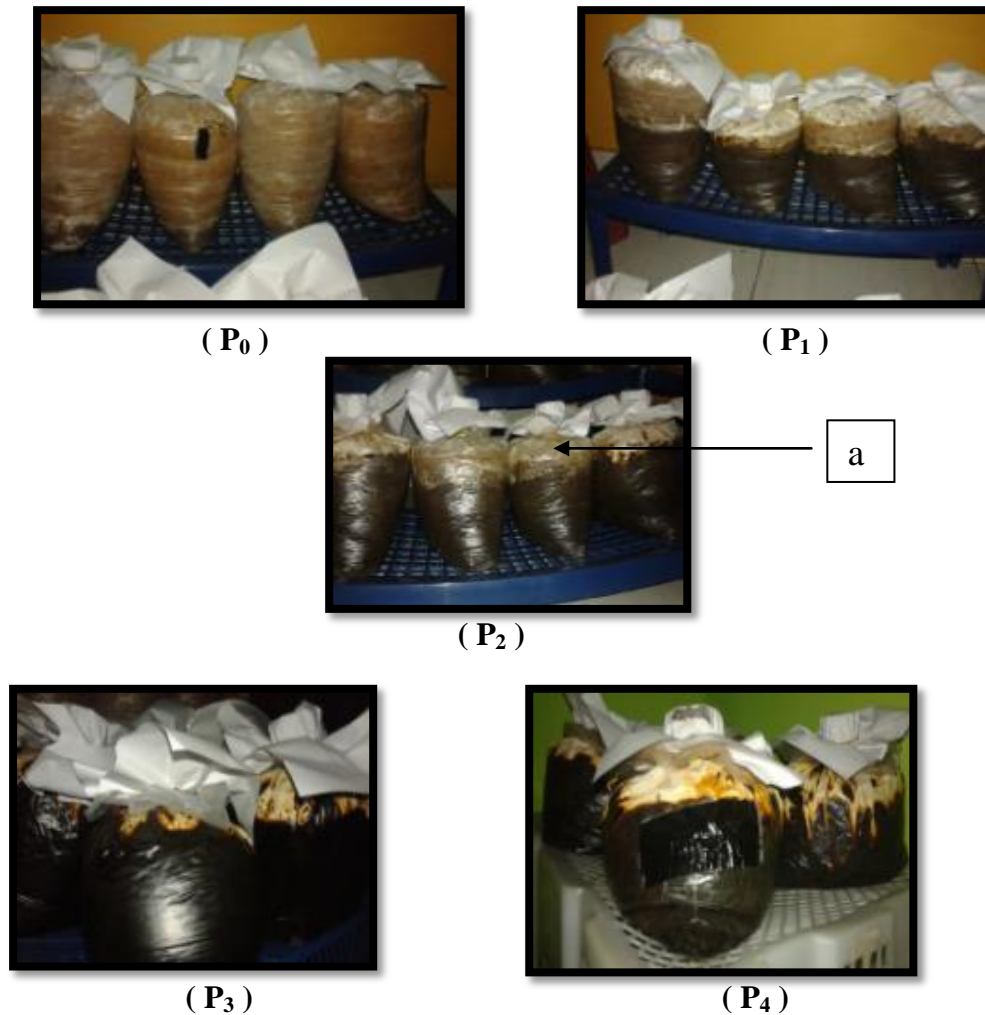 ( P₀ )
( P₁ )
a
( P₂ )
( P₃ )
( P₄ )